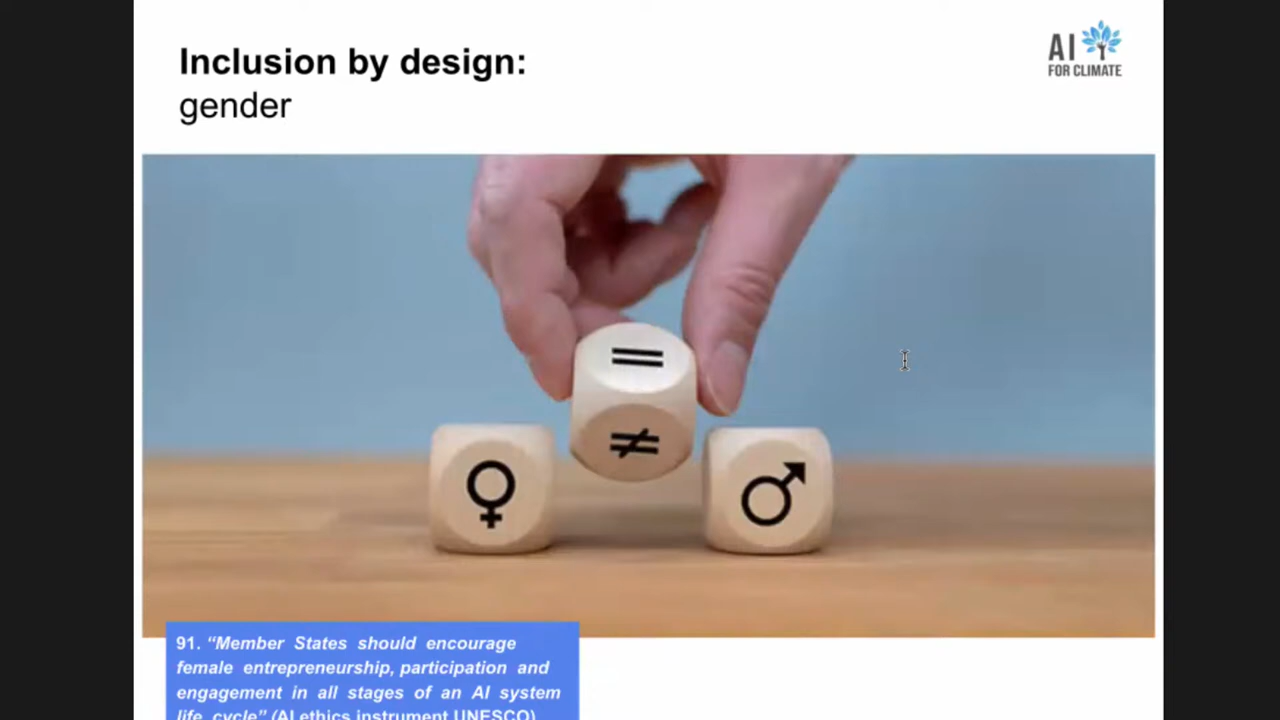 Inclusion by design:
gender
AI
FOR CLIMATE
=
≠
♀
♂
91. “Member States should encourage
female entrepreneurship, participation and
engagement in all stages of an AI system
life cycle” (AI ethics instrument UNESCO)